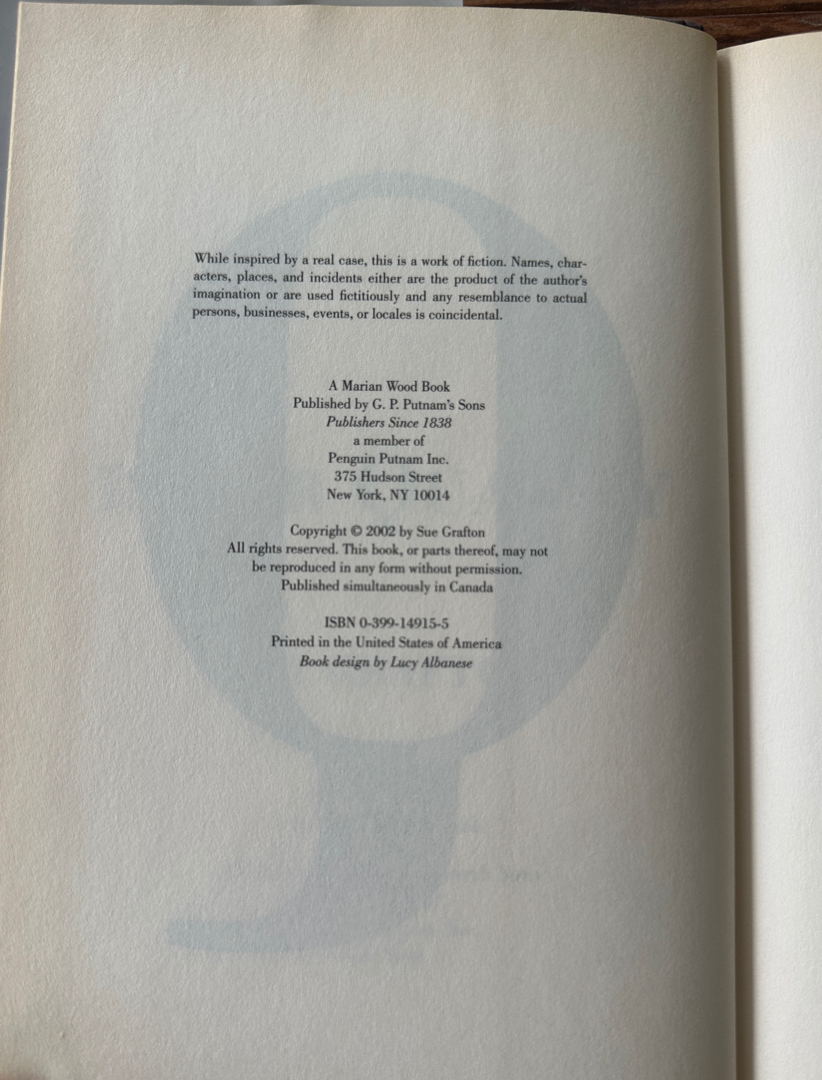 While inspired by a real case, this is a work of fiction. Names, char-
acters, places, and incidents either are the product of the author's
imagination or are used fictitiously and any resemblance to actual
persons, businesses, events, or locales is coincidental.
A Marian Wood Book
Published by G. P. Putnam's Sons
Publishers Since 1838
a member of
Penguin Putnam Inc.
375 Hudson Street
New York, NY 10014
Copyright © 2002 by Sue Grafton
All rights reserved. This book, or parts thereof, may not
be reproduced in any form without permission.
Published simultaneously in Canada
ISBN 0-399-14915-5
Printed in the United States of America
Book design by Lucy Albanese